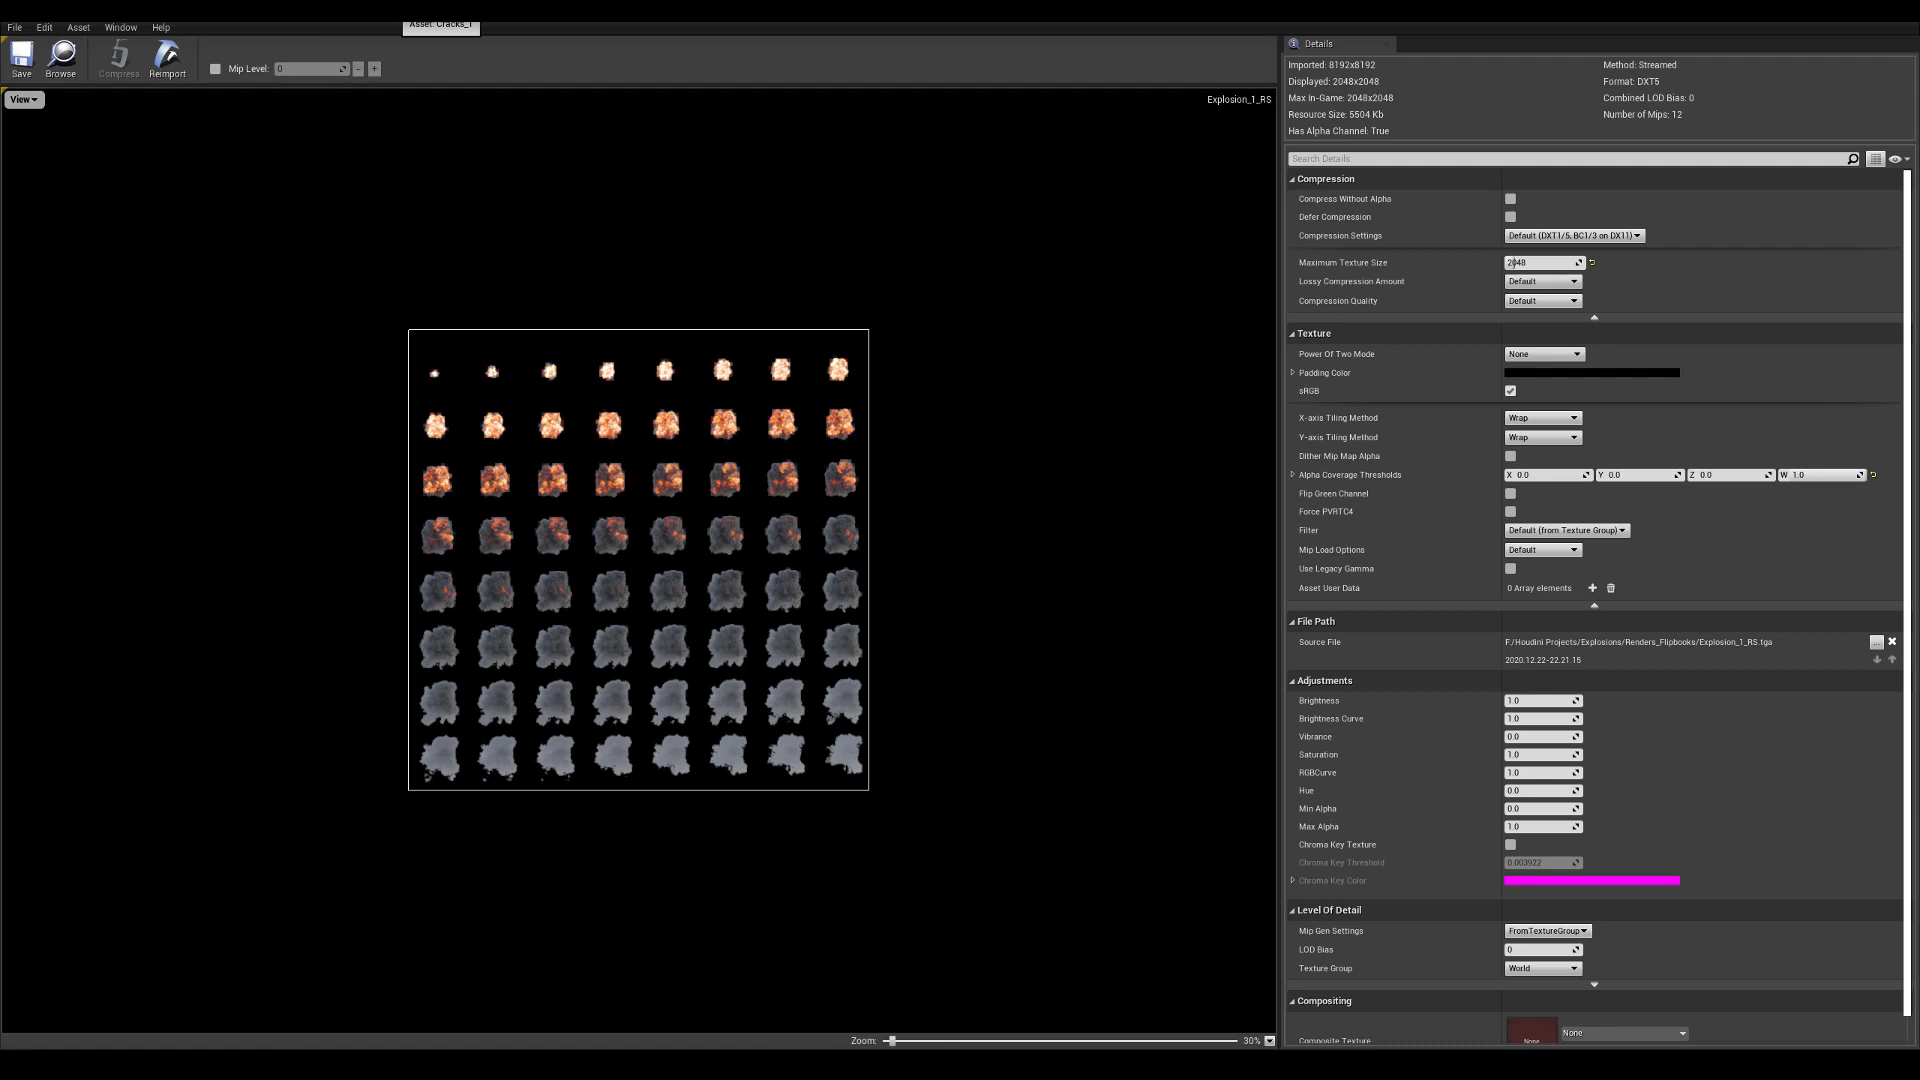 Asset: Cracks_1
File Edit Asset Window Help
Save Browse Compress Reimport Mip Level: 0 - +
View
Explosion_1_RS
Zoom: 30%
Details
Imported: 8192x8192 Method: Streamed
Displayed: 2048x2048 Format: DXT5
Max In-Game: 2048x2048 Combined LOD Bias: 0
Resource Size: 5504 Kb Number of Mips: 12
Has Alpha Channel: True
Search Details
Compression
Compress Without Alpha
Defer Compression
Compression Settings Default (DXT1/5, BC1/3 on DX11)
Maximum Texture Size 2048
Lossy Compression Amount Default
Compression Quality Default
Texture
Power Of Two Mode None
Padding Color
sRGB
X-axis Tiling Method Wrap
Y-axis Tiling Method Wrap
Dither Mip Map Alpha
Alpha Coverage Thresholds X 0.0 Y 0.0 Z 0.0 W 1.0
Flip Green Channel
Force PVRTC4
Filter Default (from Texture Group)
Mip Load Options Default
Use Legacy Gamma
Asset User Data 0 Array elements
File Path
Source File F:/Houdini Projects/Explosions/Renders_Flipbooks/Explosion_1_RS.tga ...
2020.12.22-22.21.15
Adjustments
Brightness 1.0
Brightness Curve 1.0
Vibrance 0.0
Saturation 1.0
RGBCurve 1.0
Hue 0.0
Min Alpha 0.0
Max Alpha 1.0
Chroma Key Texture
Chroma Key Threshold 0.003922
Chroma Key Color
Level Of Detail
Mip Gen Settings FromTextureGroup
LOD Bias 0
Texture Group World
Compositing
Composite Texture None None